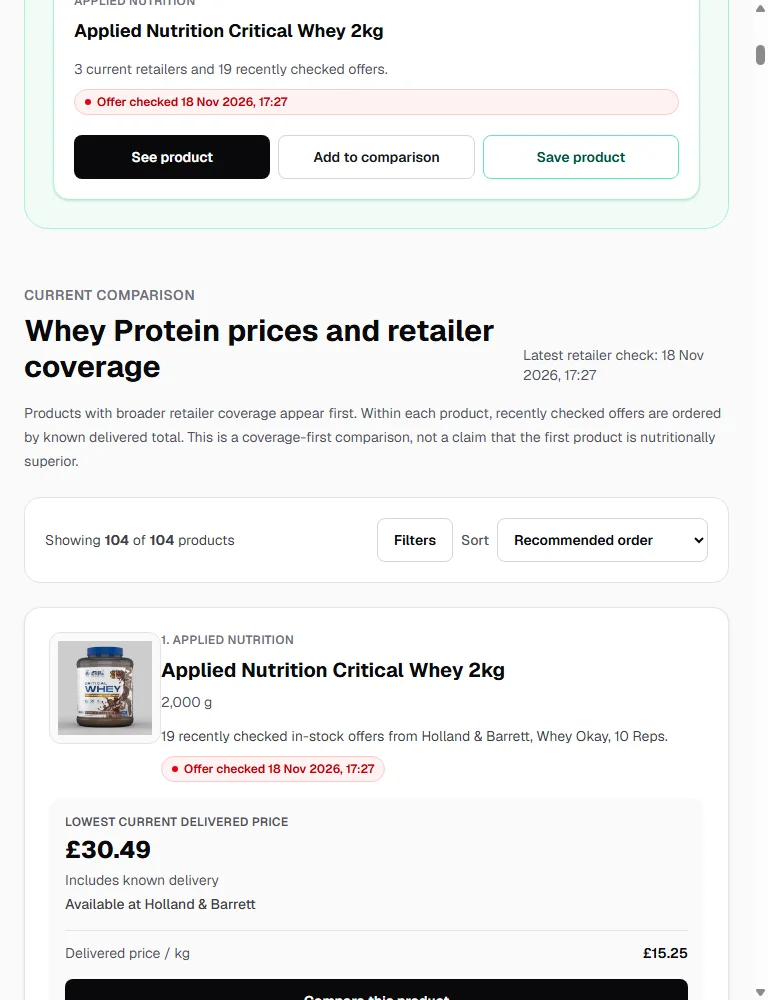 APPLIED NUTRITION
Applied Nutrition Critical Whey 2kg
3 current retailers and 19 recently checked offers.
Offer checked 18 Nov 2026, 17:27
See product
Add to comparison
Save product
CURRENT COMPARISON
Whey Protein prices and retailer
coverage
Latest retailer check: 18 Nov
2026, 17:27
Products with broader retailer coverage appear first. Within each product, recently checked offers are ordered
by known delivered total. This is a coverage-first comparison, not a claim that the first product is nutritionally
superior.
Showing 104 of 104 products
Filters
Sort
Recommended order
1. APPLIED NUTRITION
Applied Nutrition Critical Whey 2kg
2,000 g
19 recently checked in-stock offers from Holland & Barrett, Whey Okay, 10 Reps.
Offer checked 18 Nov 2026, 17:27
CRITICAL
WHEY
LOWEST CURRENT DELIVERED PRICE
£30.49
Includes known delivery
Available at Holland & Barrett
Delivered price / kg
£15.25
Compare this product